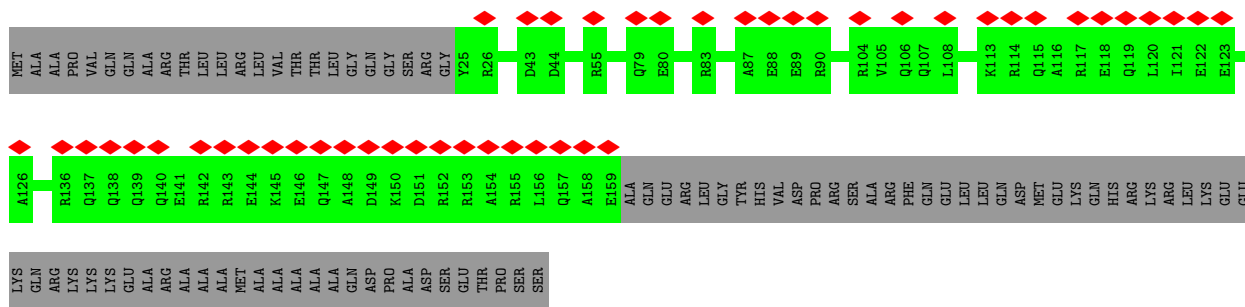 MET ALA ALA PRO VAL GLN GLN ALA ARG THR LEU LEU ARG LEU VAL THR THR LEU GLY GLN GLY SER ARG GLY Y25 R26 D43 D44 R55 Q79 E80 R83 A87 E88 E89 R90 R104 V105 Q106 Q107 L108 K113 R114 Q115 A116 R117 E118 Q119 L120 I121 E122 E123
A126 R136 Q137 Q138 Q139 Q140 E141 R142 R143 E144 K145 E146 Q147 A148 D149 K150 D151 R152 R153 A154 R155 L156 Q157 A158 E159 ALA GLN GLU ARG LEU GLY TYR HIS VAL ASP PRO ARG SER ALA ARG PHE GLN GLU LEU LEU GLN ASP MET GLU LYS GLN HIS ARG LYS ARG LEU LYS GLU GLU
LYS GLN ARG LYS LYS LYS GLU ALA ARG ALA ALA ALA MET ALA ALA ALA ALA ALA GLN ASP PRO ALA ASP SER GLU THR PRO SER SER